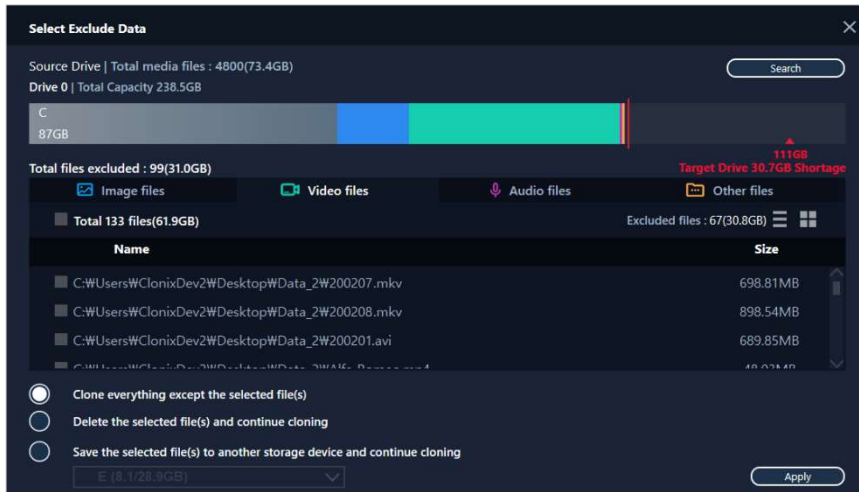 Select Exclude Data
Source Drive | Total media files : 4800(73.4GB)
Search
Drive 0 | Total Capacity 238.5GB
C
87GB
111GB
Total files excluded : 99(31.0GB)
Target Drive 30.7GB Shortage
Image files
Video files
Audio files
Other files
Total 133 files(61.9GB)
Excluded files : 67(30.8GB)
Name
Size
C:₩Users₩ClonixDev2₩Desktop₩Data_2₩200207.mkv
698.81MB
C:₩Users₩ClonixDev2₩Desktop₩Data_2₩200208.mkv
898.54MB
C:₩Users₩ClonixDev2₩Desktop₩Data_2₩200201.avi
689.85MB
Clone everything except the selected file(s)
Delete the selected file(s) and continue cloning
Save the selected file(s) to another storage device and continue cloning
E (8.1/28.9GB)
Apply